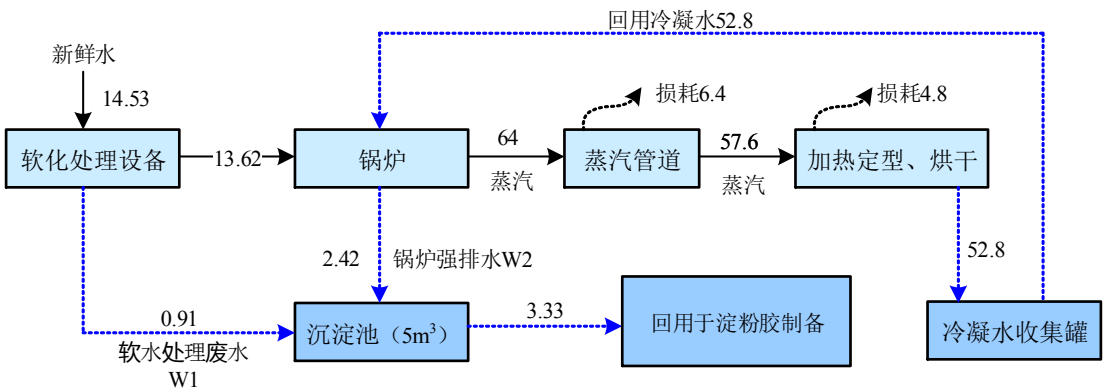 回用冷凝水52.8
新鲜水
14.53
损耗6.4
损耗4.8
软化处理设备
13.62
锅炉
64
蒸汽
蒸汽管道
57.6
蒸汽
加热定型、烘干
2.42
锅炉强排水W2
52.8
0.91
软水处理废水
W1
沉淀池（5m³）
3.33
回用于淀粉胶制备
冷凝水收集罐